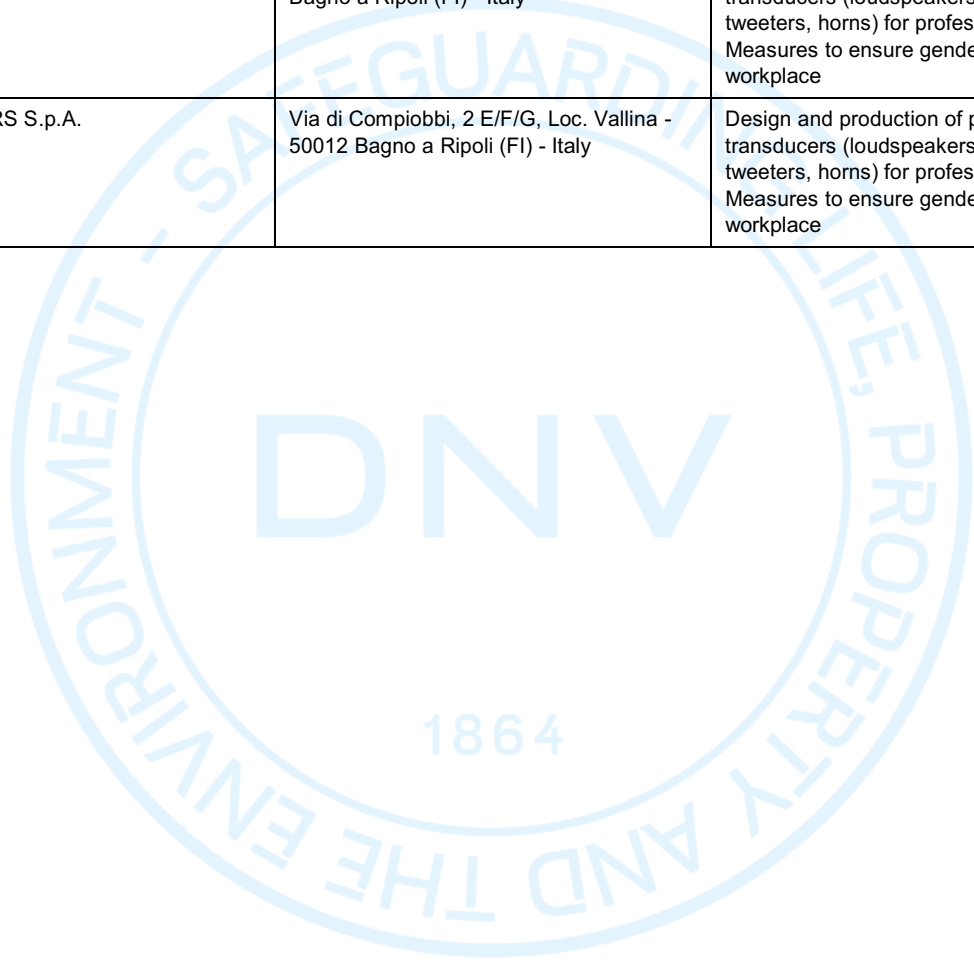 Bagno a Ripoli (FI) - Italy
transducers (loudspeakers
tweeters, horns) for profes
Measures to ensure gende
workplace
RS S.p.A.
Via di Compiobbi, 2 E/F/G, Loc. Vallina -
50012 Bagno a Ripoli (FI) - Italy
Design and production of p
transducers (loudspeakers
tweeters, horns) for profes
Measures to ensure gende
workplace
SAFEGUARDING LIFE, PROPERTY AND THE ENVIRONMENT -
DNV
1864